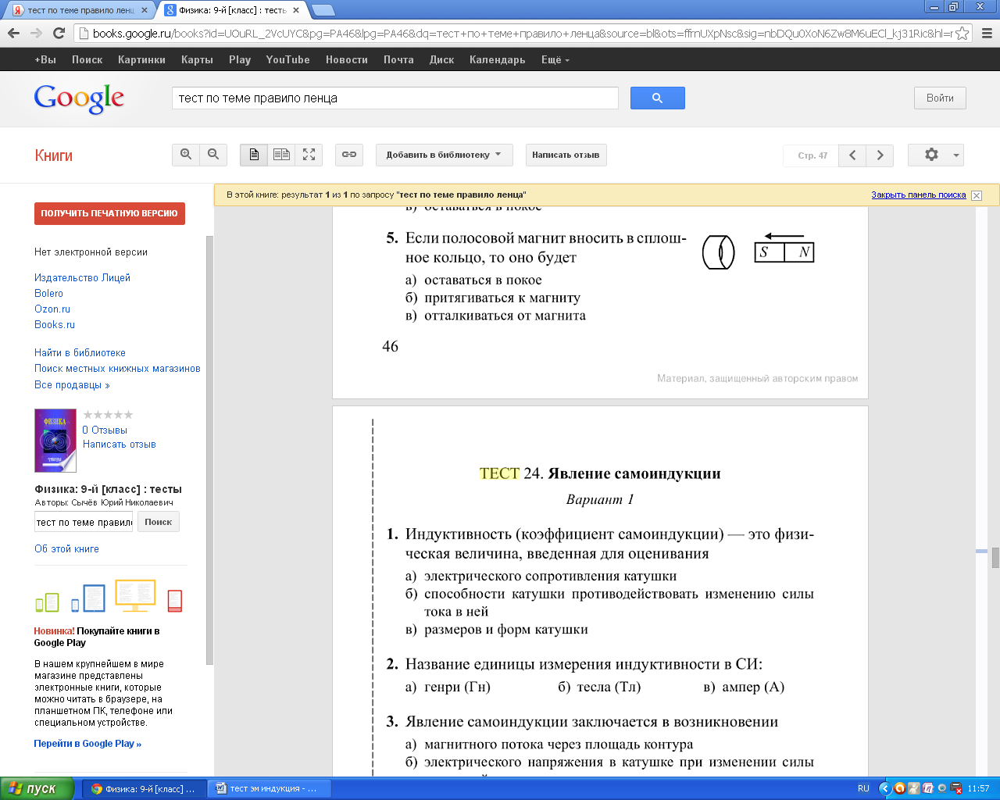 тест по теме правило ленц
Физика: 9-й [класс] : тесть
books.google.ru/books?id=UOuRL_2VcUYC&pg=PA46&lpg=PA46&dq=тест+по+теме+правило+ленца&source=bl&ots=ffrnUXpNsc&sig=nbDQu0XoN6Zw8M6uECl_kj31Ric&hl=r
+Вы Поиск Картинки Карты Play YouTube Новости Почта Диск Календарь Ещё
Google
тест по теме правило ленца
Войти
Книги
Добавить в библиотеку
Написать отзыв
Стр. 47
В этой книге: результат 1 из 1 по запросу "тест по теме правило ленца"
Закрыть панель поиска
ПОЛУЧИТЬ ПЕЧАТНУЮ ВЕРСИЮ
Нет электронной версии
Издательство Лицей
Bolero
Ozon.ru
Books.ru
Найти в библиотеке
Поиск местных книжных магазинов
Все продавцы »
ФИЗИКА
0 Отзывы
Написать отзыв
Физика: 9-й [класс] : тесты
Авторы: Сычёв Юрий Николаевич
тест по теме правил
Поиск
Об этой книге
Новинка! Покупайте книги в
Google Play
В нашем крупнейшем в мире
магазине представлены
электронные книги, которые
можно читать в браузере, на
планшетном ПК, телефоне или
специальном устройстве.
Перейти в Google Play »
в) оставаться в покое
5. Если полосовой магнит вносить в сплош-
ное кольцо, то оно будет
S N
а) оставаться в покое
б) притягиваться к магниту
в) отталкиваться от магнита
46
Материал, защищенный авторским правом
ТЕСТ 24. Явление самоиндукции
Вариант 1
1. Индуктивность (коэффициент самоиндукции) — это физи-
ческая величина, введенная для оценивания
а) электрического сопротивления катушки
б) способности катушки противодействовать изменению силы
тока в ней
в) размеров и форм катушки
2. Название единицы измерения индуктивности в СИ:
а) генри (Гн) б) тесла (Тл) в) ампер (А)
3. Явление самоиндукции заключается в возникновении
а) магнитного потока через площадь контура
б) электрического напряжения в катушке при изменении силы
пуск
Физика: 9-й [класс] ...
тест эм индукция - ...
RU
11:57